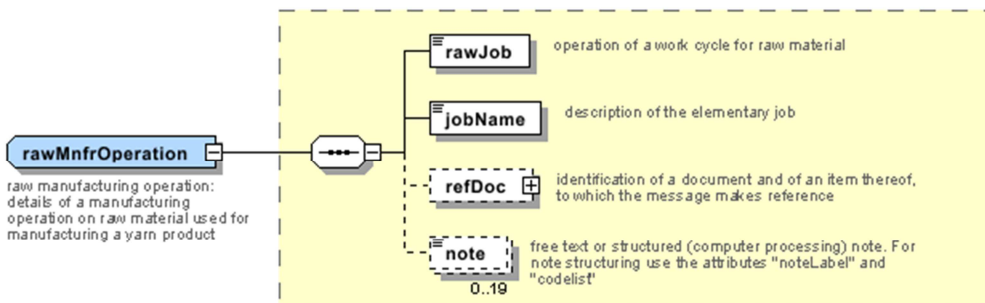 rawJob
operation of a work cycle for raw material
jobName
description of the elementary job
rawMnfrOperation
raw manufacturing operation:
details of a manufacturing
operation on raw material used for
manufacturing a yarn product
refDoc
identification of a document and of an item thereof,
to which the message makes reference
note
free text or structured (computer processing) note. For
note structuring use the attributes "noteLabel" and
"codelist"
0..19